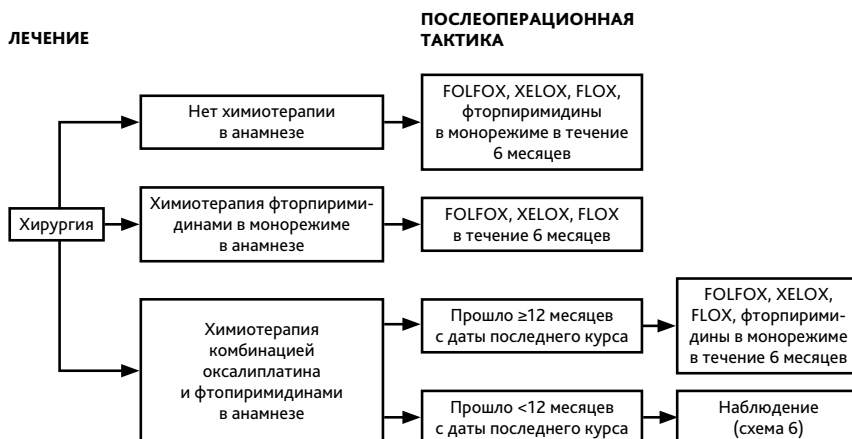 ЛЕЧЕНИЕ
ПОСЛЕОПЕРАЦИОННАЯ
ТАКТИКА
Хирургия
Нет химиотерапии
в анамнезе
FOLFOX, XELOX, FLOX,
фторпиримидины
в монорежиме в течение
6 месяцев
Химиотерапия фторпирими-
динами в монорежиме
в анамнезе
FOLFOX, XELOX, FLOX
в течение 6 месяцев
Химиотерапия
комбинацией
оксалиплатина
и фтопиримидинами
в анамнезе
Прошло ≥12 месяцев
с даты последнего курса
FOLFOX, XELOX,
FLOX, фторпирими-
дины в монорежиме
в течение 6 месяцев
Прошло <12 месяцев
с даты последнего курса
Наблюдение
(схема 6)